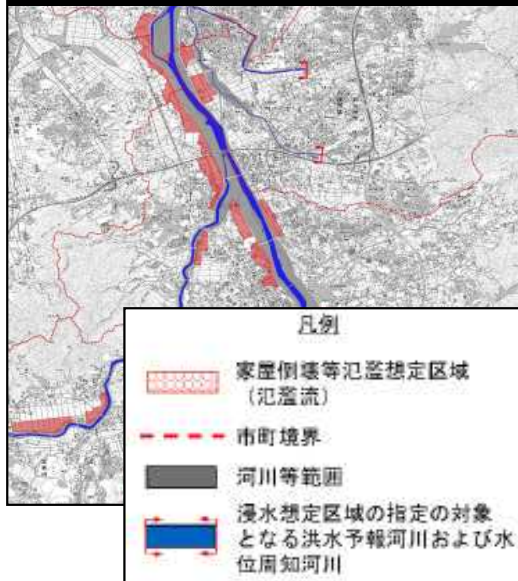 凡例
家屋倒壊等氾濫想定区域
（氾濫流）
市町境界
河川等範囲
浸水想定区域の指定の対象
となる洪水予報河川および水
位周知河川